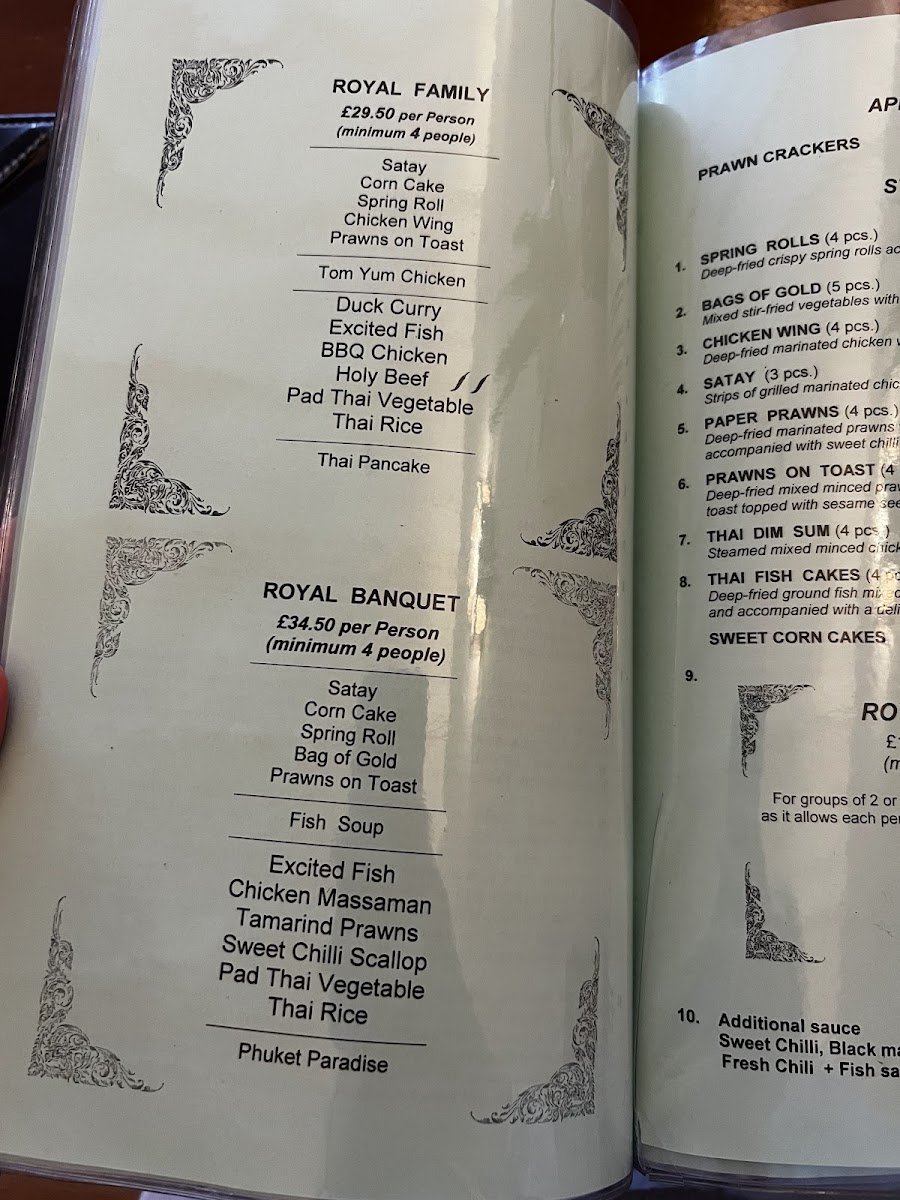 ROYAL FAMILY
£29.50 per Person
(minimum 4 people)
Satay
Corn Cake
Spring Roll
Chicken Wing
Prawns on Toast
Tom Yum Chicken
Duck Curry
Excited Fish
BBQ Chicken
Holy Beef
Pad Thai Vegetable
Thai Rice
Thai Pancake
ROYAL BANQUET
£34.50 per Person
(minimum 4 people)
Satay
Corn Cake
Spring Roll
Bag of Gold
Prawns on Toast
Fish Soup
Excited Fish
Chicken Massaman
Tamarind Prawns
Sweet Chilli Scallop
Pad Thai Vegetable
Thai Rice
Phuket Paradise
PRAWN CRACKERS
1. SPRING ROLLS (4 pcs.)
Deep-fried crispy spring rolls
2. BAGS OF GOLD (5 pcs.)
Mixed stir-fried vegetables with
3. CHICKEN WING (4 pcs.)
Deep-fried marinated chicken
4. SATAY (3 pcs.)
Strips of grilled marinated
5. PAPER PRAWNS (4 pcs.)
Deep-fried marinated prawns
accompanied with sweet chilli
6. PRAWNS ON TOAST (4
Deep-fried mixed minced
toast topped with sesame
7. THAI DIM SUM (4 pcs.)
Steamed mixed minced
8. THAI FISH CAKES (4
Deep-fried ground fish mixed
and accompanied with a
SWEET CORN CAKES
9.
For groups of 2 or
as it allows each
10. Additional sauce
Sweet Chilli, Black
Fresh Chili + Fish